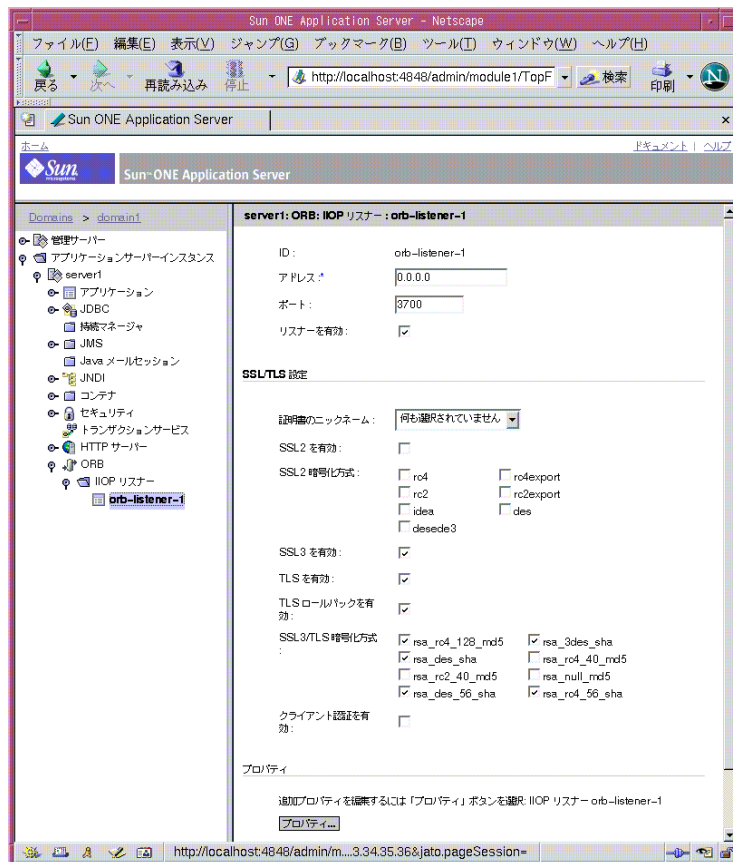 Sun ONE Application Server - Netscape
ファイル(F) 編集(E) 表示(V) ジャンプ(G) ブックマーク(B) ツール(T) ウィンドウ(W) ヘルプ(H)
戻る 次へ 再読み込み 停止 http://localhost:4848/admin/module1/TopF 検索 印刷 N
Sun ONE Application Server
ホーム ドキュメント | ヘルプ
Sun microsystems Sun ONE Application Server
Domains > domain1
管理サーバー
アプリケーションサーバーインスタンス
server1
アプリケーション
JDBC
持続マネージャ
JMS
Java メールセッション
JNDI
コンテナ
セキュリティ
トランザクションサービス
HTTP サーバー
ORB
IIOP リスナー
orb-listener-1
server1: ORB: IIOP リスナー : orb-listener-1
ID : orb-listener-1
アドレス :* 0.0.0.0
ポート : 3700
リスナーを有効 :
SSL/TLS 設定
証明書のニックネーム : 何も選択されていません
SSL2 を有効 :
SSL2 暗号化方式 : rc4 rc4export
rc2 rc2export
idea des
desede3
SSL3 を有効 :
TLS を有効 :
TLS ロールバックを有
効 :
SSL3/TLS 暗号化方式 : rsa_rc4_128_md5 rsa_3des_sha
rsa_des_sha rsa_rc4_40_md5
rsa_rc2_40_md5 rsa_null_md5
rsa_des_56_sha rsa_rc4_56_sha
クライアント認証を有
効 :
プロパティ
追加プロパティを編集するには「プロパティ」ボタンを選択: IIOP リスナー orb-listener-1
プロパティ...
http://localhost:4848/admin/m....3.34.35.36&jato.pageSession=